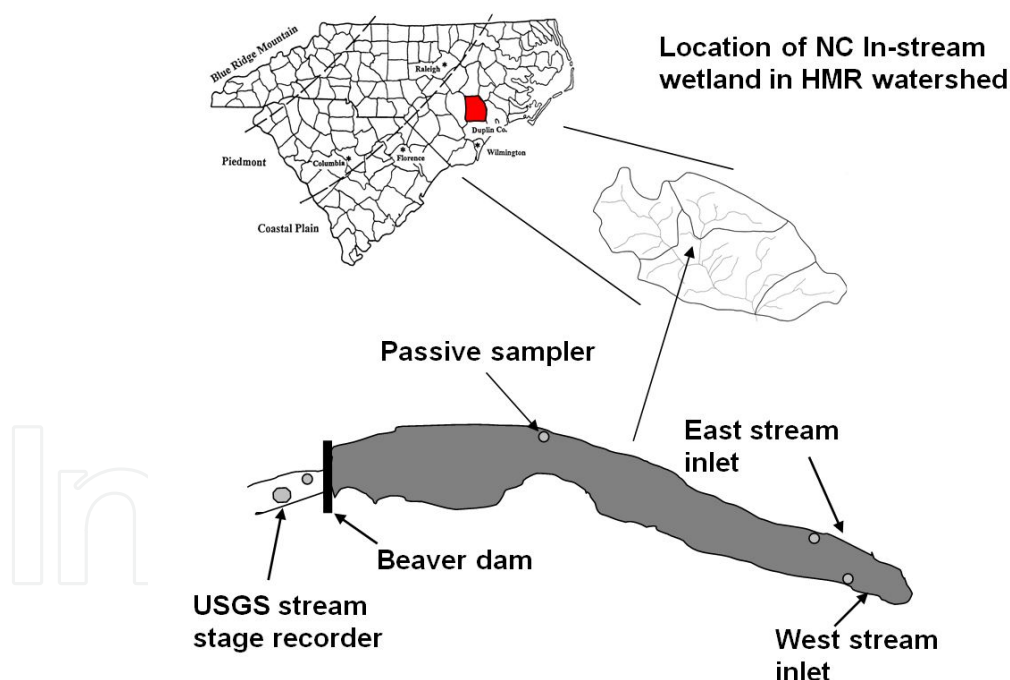 Location of NC In-stream
wetland in HMR watershed
Blue Ridge Mountain
Raleigh *
Duplin Co.
* Wilmington
Piedmont
Columbia *
* Florence
Coastal Plain
Passive sampler
East stream
inlet
Beaver dam
USGS stream
stage recorder
West stream
inlet
In